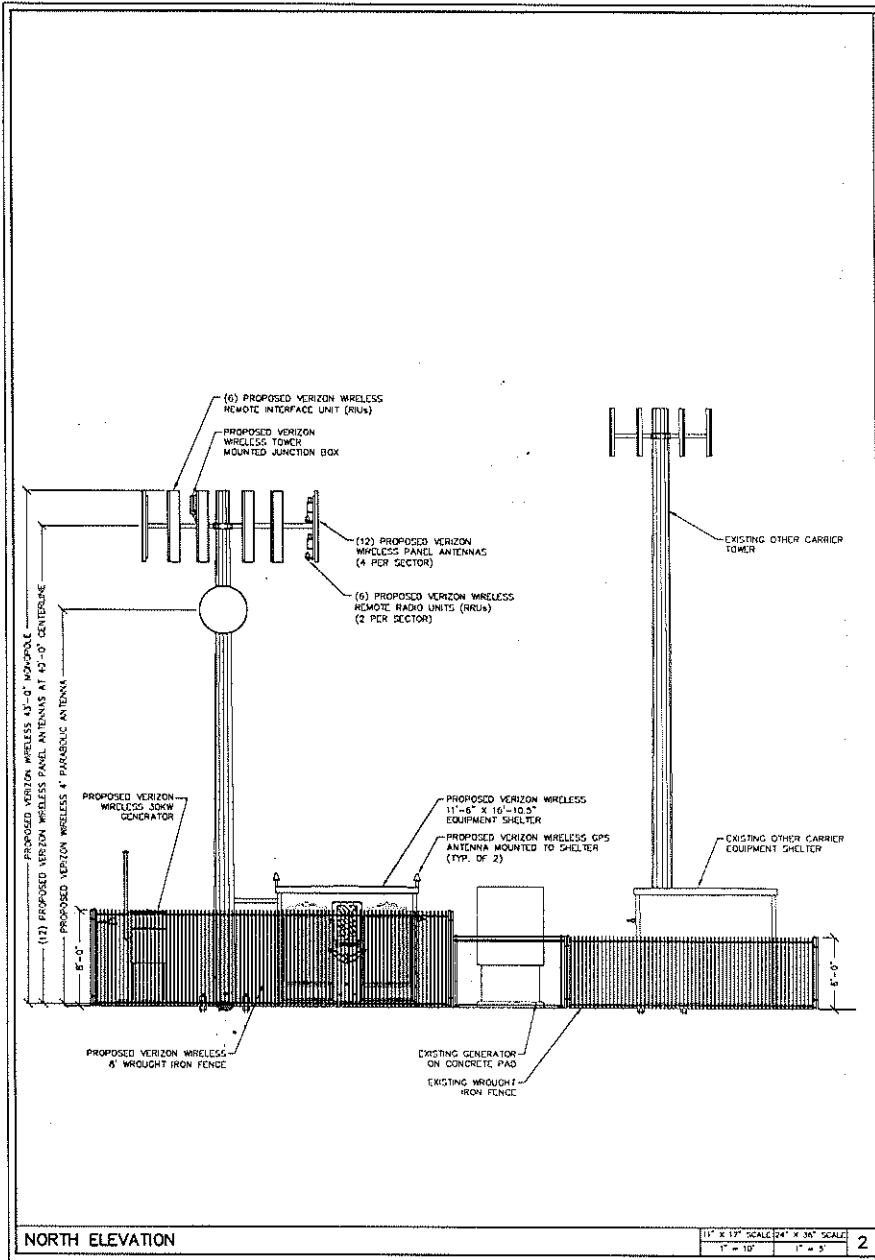 (6) PROPOSED VERIZON WIRELESS
REMOTE INTERFACE UNIT (RIUs)
PROPOSED VERIZON
WIRELESS TOWER
MOUNTED JUNCTION BOX
(12) PROPOSED VERIZON
WIRELESS PANEL ANTENNAS
(4 PER SECTOR)
(6) PROPOSED VERIZON WIRELESS
REMOTE RADIO UNITS (RRUs)
(2 PER SECTOR)
EXISTING OTHER CARRIER
TOWER
PROPOSED VERIZON WIRELESS 43'-0" MONOPOLE
(12) PROPOSED VERIZON WIRELESS PANEL ANTENNAS AT 40'-0" CENTERLINE
PROPOSED VERIZON WIRELESS 4' PARABOLIC ANTENNA
PROPOSED VERIZON
WIRELESS 30KW
GENERATOR
PROPOSED VERIZON WIRELESS
11'-6" X 16'-10.5"
EQUIPMENT SHELTER
PROPOSED VERIZON WIRELESS GPS
ANTENNA MOUNTED TO SHELTER
(TYP. OF 2)
EXISTING OTHER CARRIER
EQUIPMENT SHELTER
8'-0"
6'-0"
PROPOSED VERIZON WIRELESS
8' WROUGHT IRON FENCE
EXISTING GENERATOR
ON CONCRETE PAD
EXISTING WROUGHT
IRON FENCE
NORTH ELEVATION
11" X 17" SCALE 24" X 36" SCALE
1" = 10' 1" = 5'
2